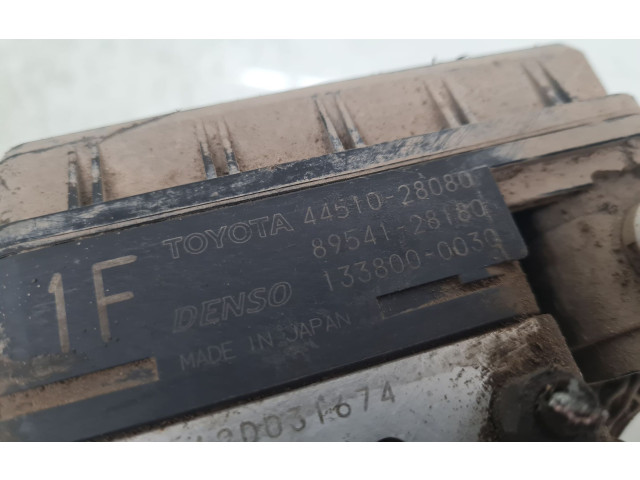 1F
TOYOTA 44510-28080
89541-28180
DENSO 133800-0030
MADE IN JAPAN